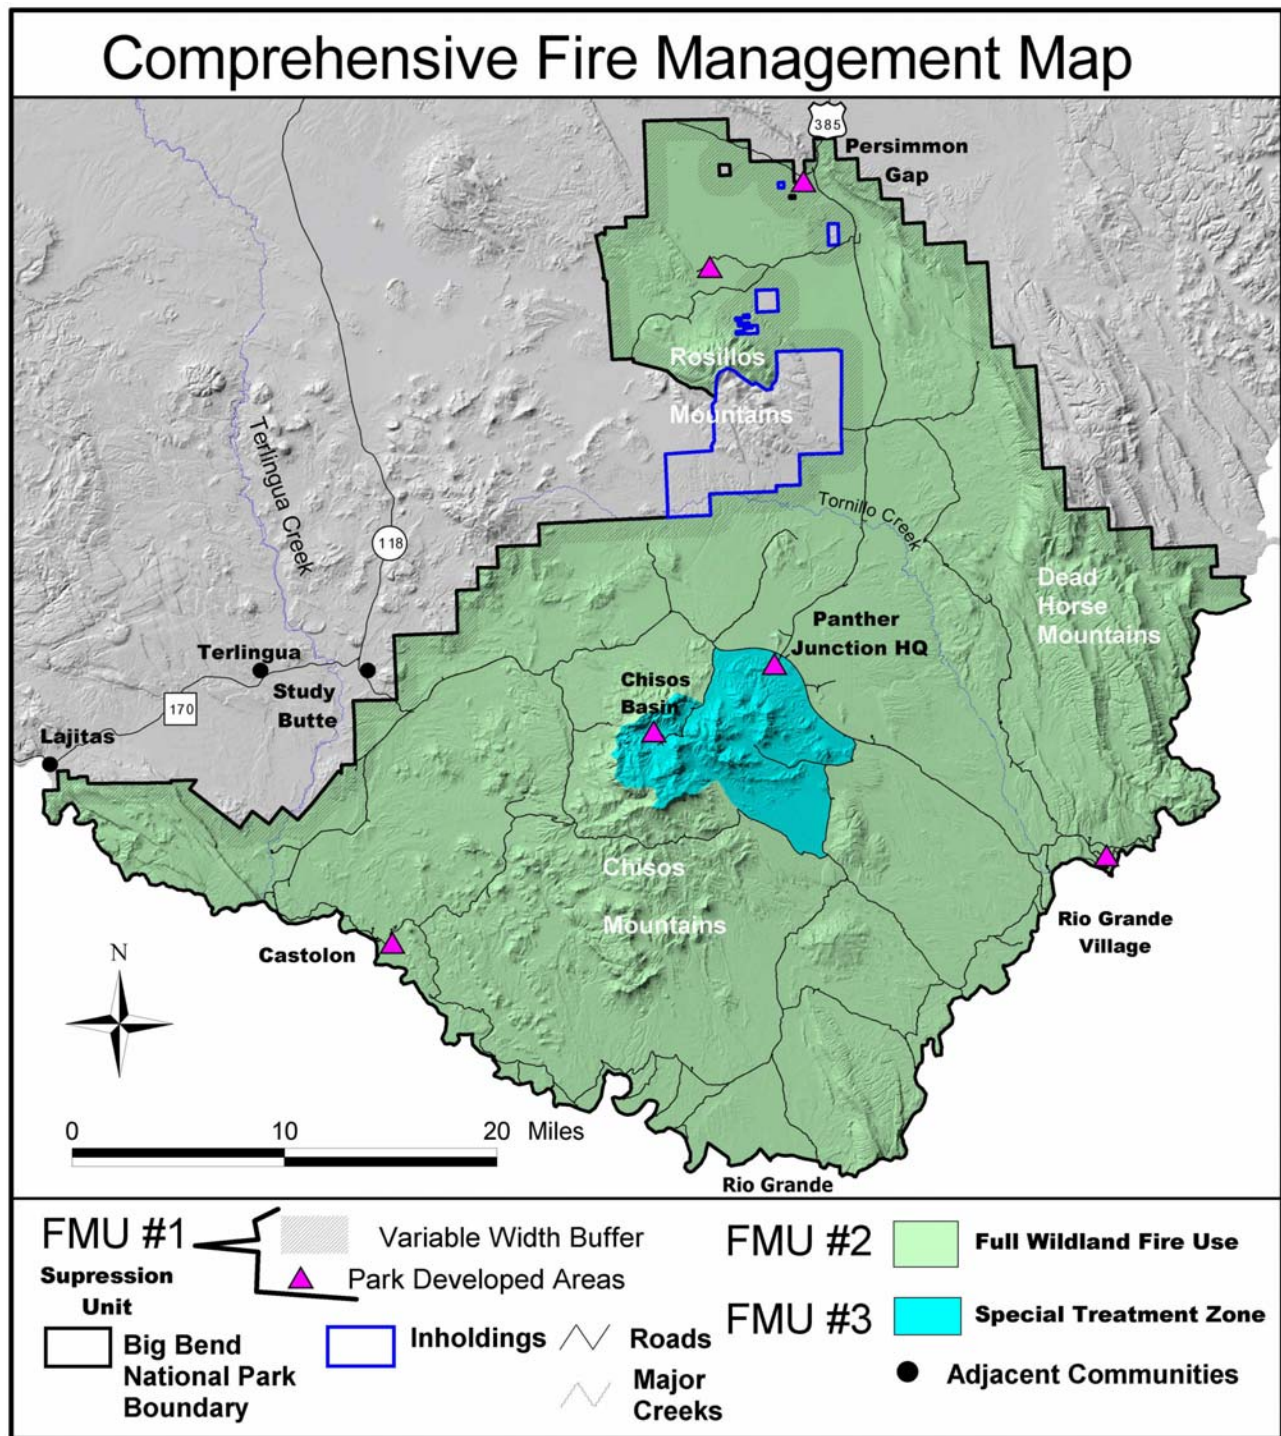 Comprehensive Fire Management Map
385
Persimmon
Gap
Rosillos
Mountains
Terlingua Creek
Tornillo Creek
118
Dead
Horse
Mountains
Panther
Junction HQ
Terlingua
Study
Butte
Chisos
Basin
170
Lajitas
Chisos
Mountains
Rio Grande
Village
Castolon
N
0 10 20 Miles
Rio Grande
FMU #1
Supression
Unit
Variable Width Buffer
Park Developed Areas
FMU #2
Full Wildland Fire Use
FMU #3
Special Treatment Zone
Big Bend
National Park
Boundary
Inholdings
Roads
Major
Creeks
Adjacent Communities